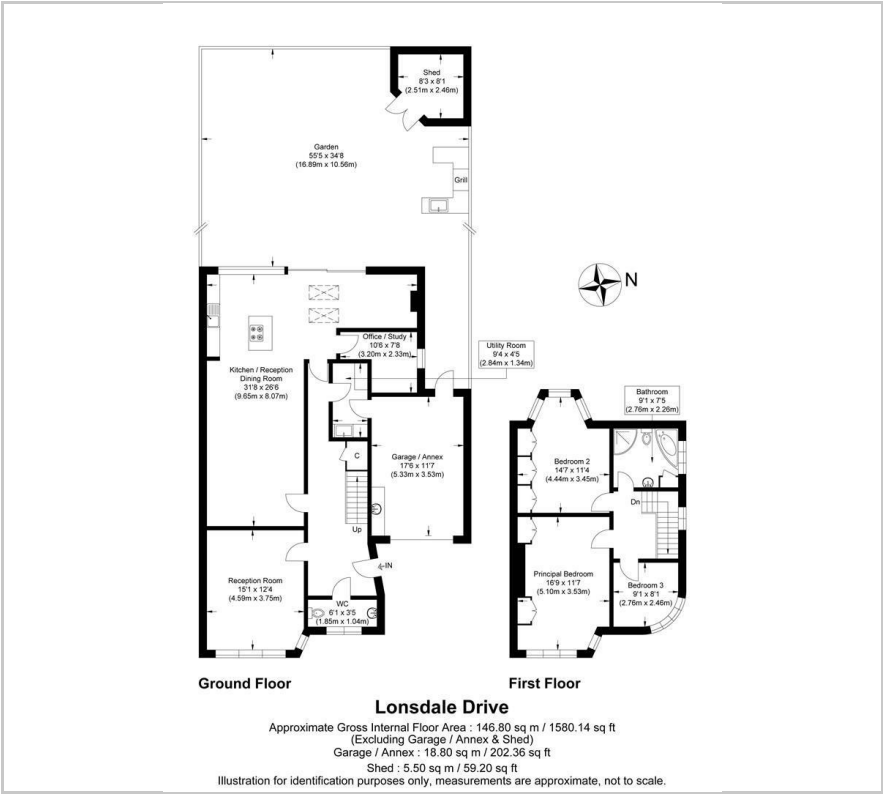 Shed
8'3 x 8'1
(2.51m x 2.46m)
Garden
55'5 x 34'8
(16.89m x 10.56m)
Grill
N
Office / Study
10'6 x 7'8
(3.20m x 2.33m)
Utility Room
9'4 x 4'5
(2.84m x 1.34m)
Kitchen / Reception
Dining Room
31'8 x 26'6
(9.65m x 8.07m)
Bathroom
9'1 x 7'5
(2.76m x 2.26m)
Garage / Annex
17'6 x 11'7
(5.33m x 3.53m)
C
Bedroom 2
14'7 x 11'4
(4.44m x 3.45m)
Dn
Up
IN
Reception Room
15'1 x 12'4
(4.59m x 3.75m)
Principal Bedroom
16'9 x 11'7
(5.10m x 3.53m)
Bedroom 3
9'1 x 8'1
(2.76m x 2.46m)
WC
6'1 x 3'5
(1.85m x 1.04m)
Ground Floor
First Floor
Lonsdale Drive
Approximate Gross Internal Floor Area : 146.80 sq m / 1580.14 sq ft
(Excluding Garage / Annex & Shed)
Garage / Annex : 18.80 sq m / 202.36 sq ft
Shed : 5.50 sq m / 59.20 sq ft
Illustration for identification purposes only, measurements are approximate, not to scale.